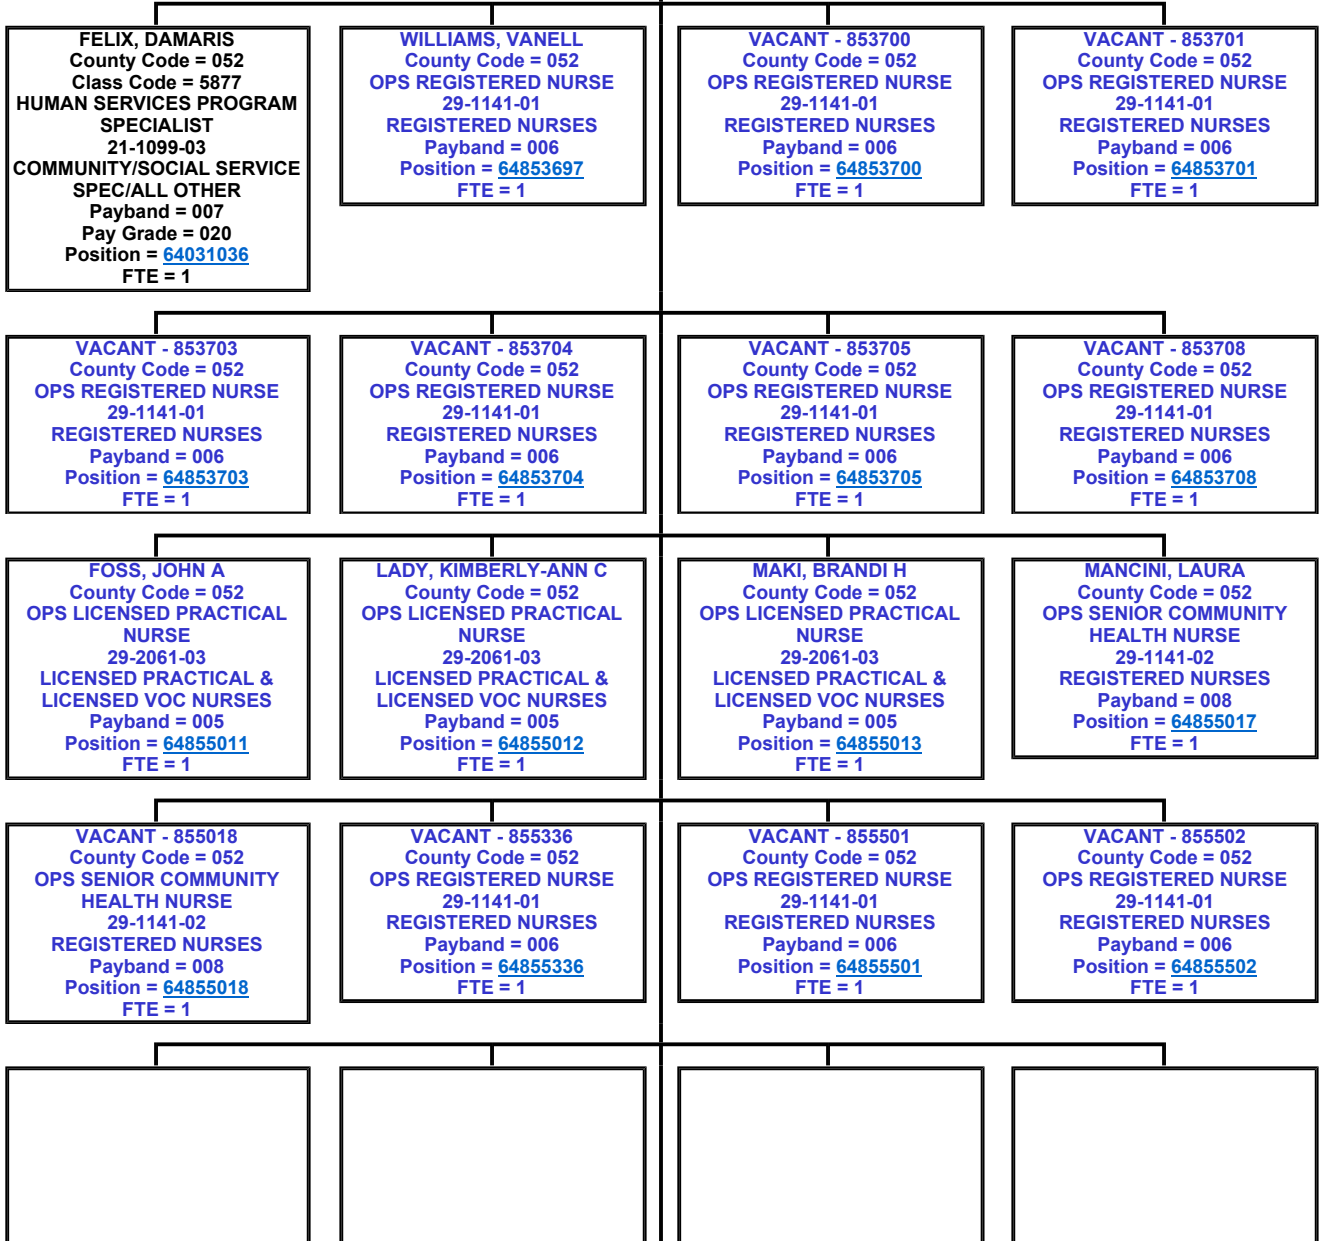 FELIX, DAMARIS
County Code = 052
Class Code = 5877
HUMAN SERVICES PROGRAM
SPECIALIST
21-1099-03
COMMUNITY/SOCIAL SERVICE
SPEC/ALL OTHER
Payband = 007
Pay Grade = 020
Position = 64031036
FTE = 1
WILLIAMS, VANELL
County Code = 052
OPS REGISTERED NURSE
29-1141-01
REGISTERED NURSES
Payband = 006
Position = 64853697
FTE = 1
VACANT - 853700
County Code = 052
OPS REGISTERED NURSE
29-1141-01
REGISTERED NURSES
Payband = 006
Position = 64853700
FTE = 1
VACANT - 853701
County Code = 052
OPS REGISTERED NURSE
29-1141-01
REGISTERED NURSES
Payband = 006
Position = 64853701
FTE = 1
VACANT - 853703
County Code = 052
OPS REGISTERED NURSE
29-1141-01
REGISTERED NURSES
Payband = 006
Position = 64853703
FTE = 1
VACANT - 853704
County Code = 052
OPS REGISTERED NURSE
29-1141-01
REGISTERED NURSES
Payband = 006
Position = 64853704
FTE = 1
VACANT - 853705
County Code = 052
OPS REGISTERED NURSE
29-1141-01
REGISTERED NURSES
Payband = 006
Position = 64853705
FTE = 1
VACANT - 853708
County Code = 052
OPS REGISTERED NURSE
29-1141-01
REGISTERED NURSES
Payband = 006
Position = 64853708
FTE = 1
FOSS, JOHN A
County Code = 052
OPS LICENSED PRACTICAL
NURSE
29-2061-03
LICENSED PRACTICAL &
LICENSED VOC NURSES
Payband = 005
Position = 64855011
FTE = 1
LADY, KIMBERLY-ANN C
County Code = 052
OPS LICENSED PRACTICAL
NURSE
29-2061-03
LICENSED PRACTICAL &
LICENSED VOC NURSES
Payband = 005
Position = 64855012
FTE = 1
MAKI, BRANDI H
County Code = 052
OPS LICENSED PRACTICAL
NURSE
29-2061-03
LICENSED PRACTICAL &
LICENSED VOC NURSES
Payband = 005
Position = 64855013
FTE = 1
MANCINI, LAURA
County Code = 052
OPS SENIOR COMMUNITY
HEALTH NURSE
29-1141-02
REGISTERED NURSES
Payband = 008
Position = 64855017
FTE = 1
VACANT - 855018
County Code = 052
OPS SENIOR COMMUNITY
HEALTH NURSE
29-1141-02
REGISTERED NURSES
Payband = 008
Position = 64855018
FTE = 1
VACANT - 855336
County Code = 052
OPS REGISTERED NURSE
29-1141-01
REGISTERED NURSES
Payband = 006
Position = 64855336
FTE = 1
VACANT - 855501
County Code = 052
OPS REGISTERED NURSE
29-1141-01
REGISTERED NURSES
Payband = 006
Position = 64855501
FTE = 1
VACANT - 855502
County Code = 052
OPS REGISTERED NURSE
29-1141-01
REGISTERED NURSES
Payband = 006
Position = 64855502
FTE = 1